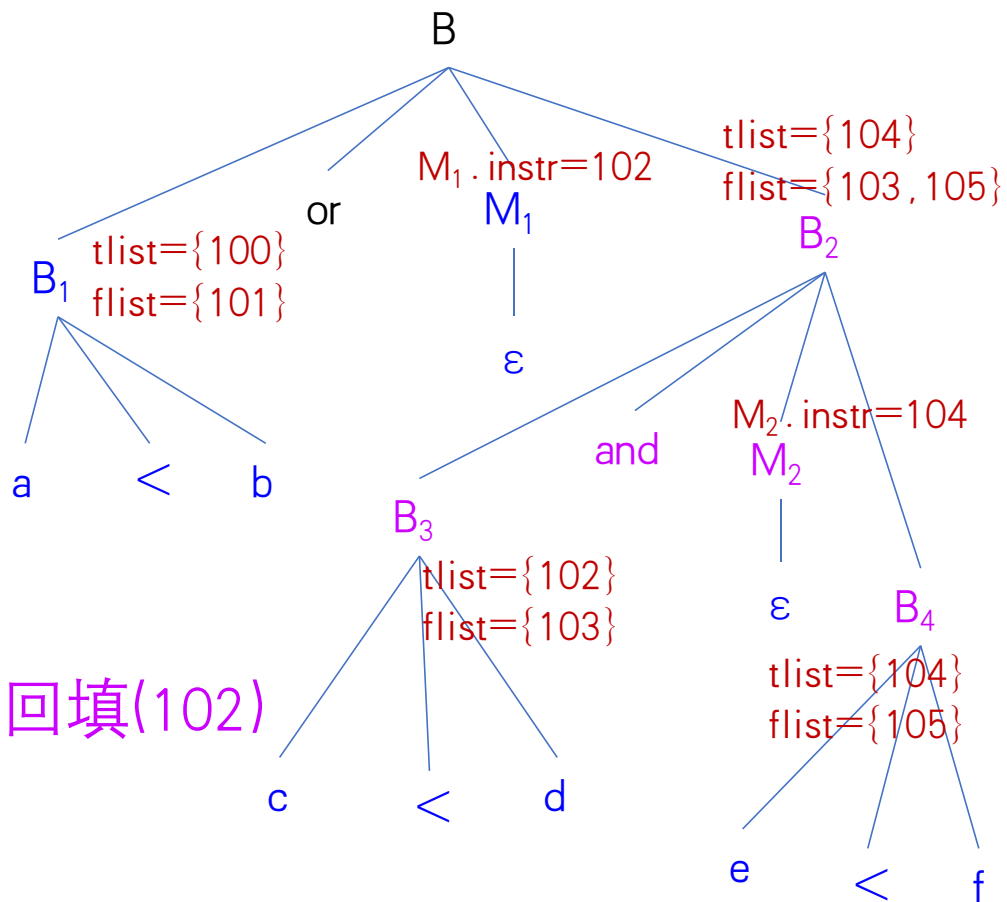 B
tlist={104}
M₁.instr=102
flist={103,105}
or
M₁
B₂
tlist={100}
B₁
flist={101}
ε
M₂.instr=104
and
M₂
a
<
b
B₃
tlist={102}
ε
B₄
flist={103}
tlist={104}
回填(102)
flist={105}
c
<
d
e
<
f